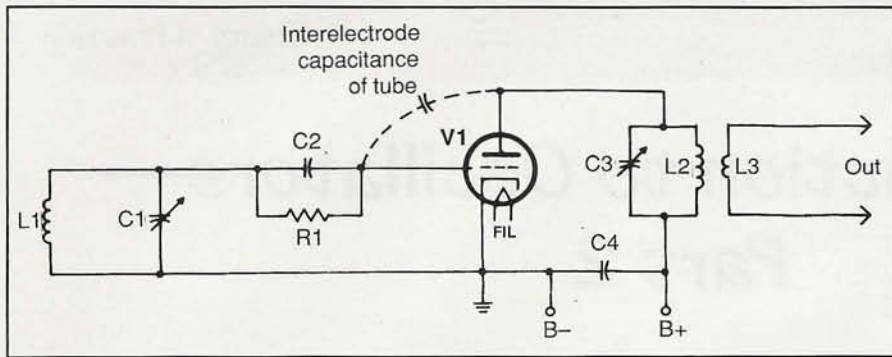 Interelectrode
capacitance
of tube
V1
C2
C3
L2
L3
Out
L1
C1
R1
FIL
C4
B−
B+